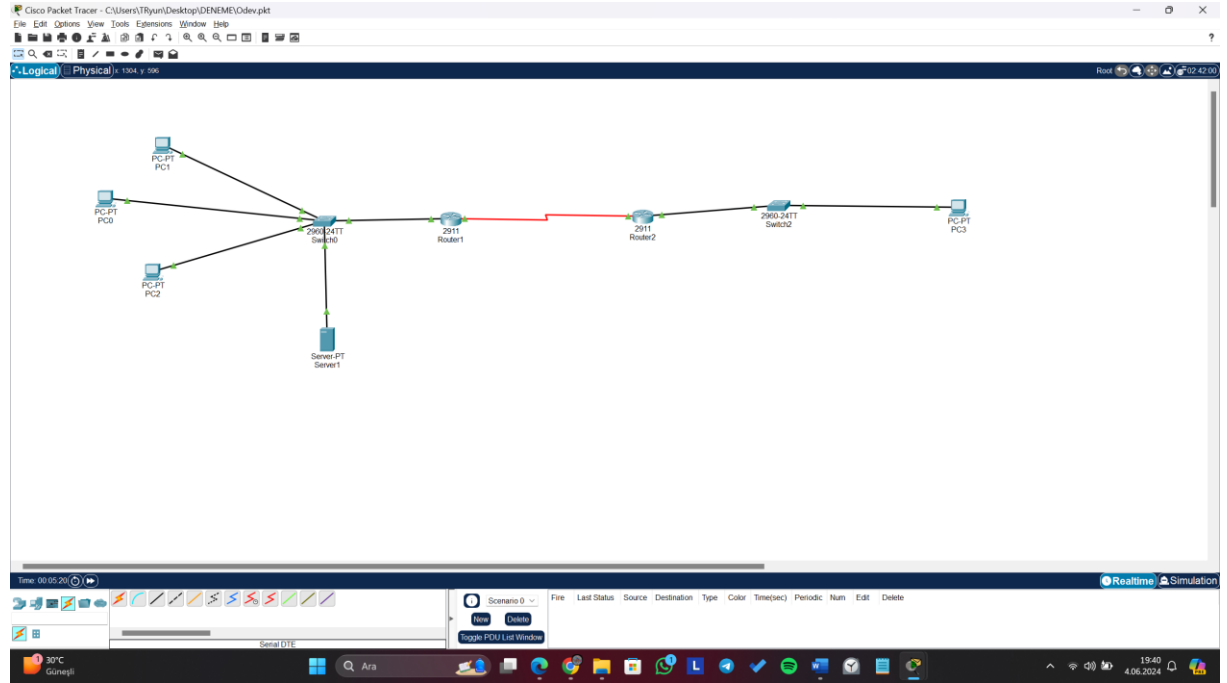 Cisco Packet Tracer - C:\Users\TRyun\Desktop\DENEME\Odev.pkt
File Edit Options View Tools Extensions Window Help
?
Logical Physical x: 1304, y: 596
Root 02:42:00
PC-PT
PC1
PC-PT
PC0
PC-PT
PC2
2960-24TT
Switch0
Server-PT
Server1
2911
Router1
2911
Router2
2960-24TT
Switch2
PC-PT
PC3
Time: 00:05:20
Realtime Simulation
Scenario 0
New Delete
Toggle PDU List Window
Fire Last Status Source Destination Type Color Time(sec) Periodic Num Edit Delete
Serial DTE
1
30°C
Güneşli
Ara
L
19:40
4.06.2024